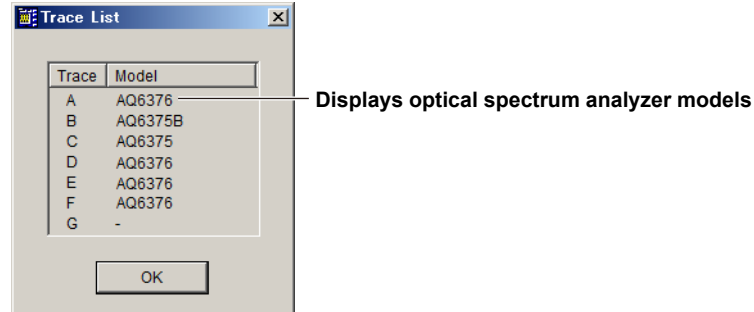 Trace List
Trace Model
A AQ6376
B AQ6375B
C AQ6375
D AQ6376
E AQ6376
F AQ6376
G -
OK
Displays optical spectrum analyzer models